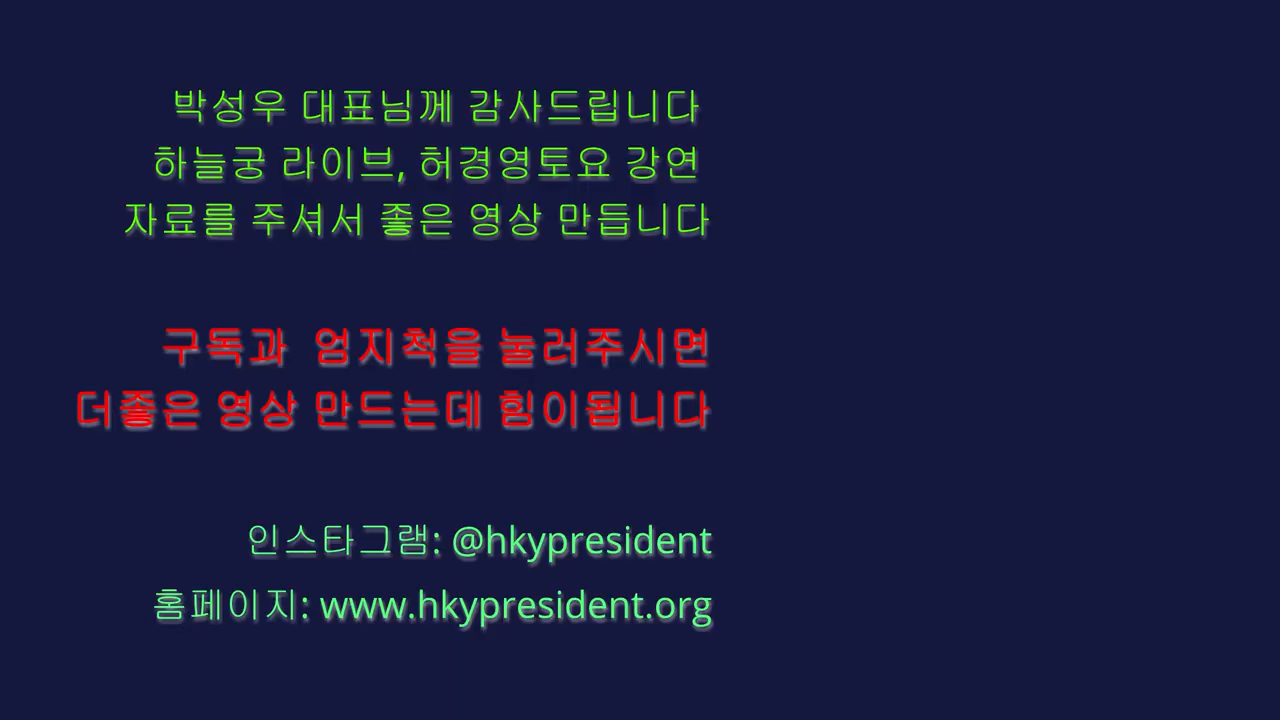 박성우 대표님께 감사드립니다
하늘궁 라이브, 허경영토요 강연
자료를 주셔서 좋은 영상 만듭니다
구독과 엄지척을 눌러주시면
더좋은 영상 만드는데 힘이됩니다
인스타그램: @hkypresident
홈페이지: www.hkypresident.org